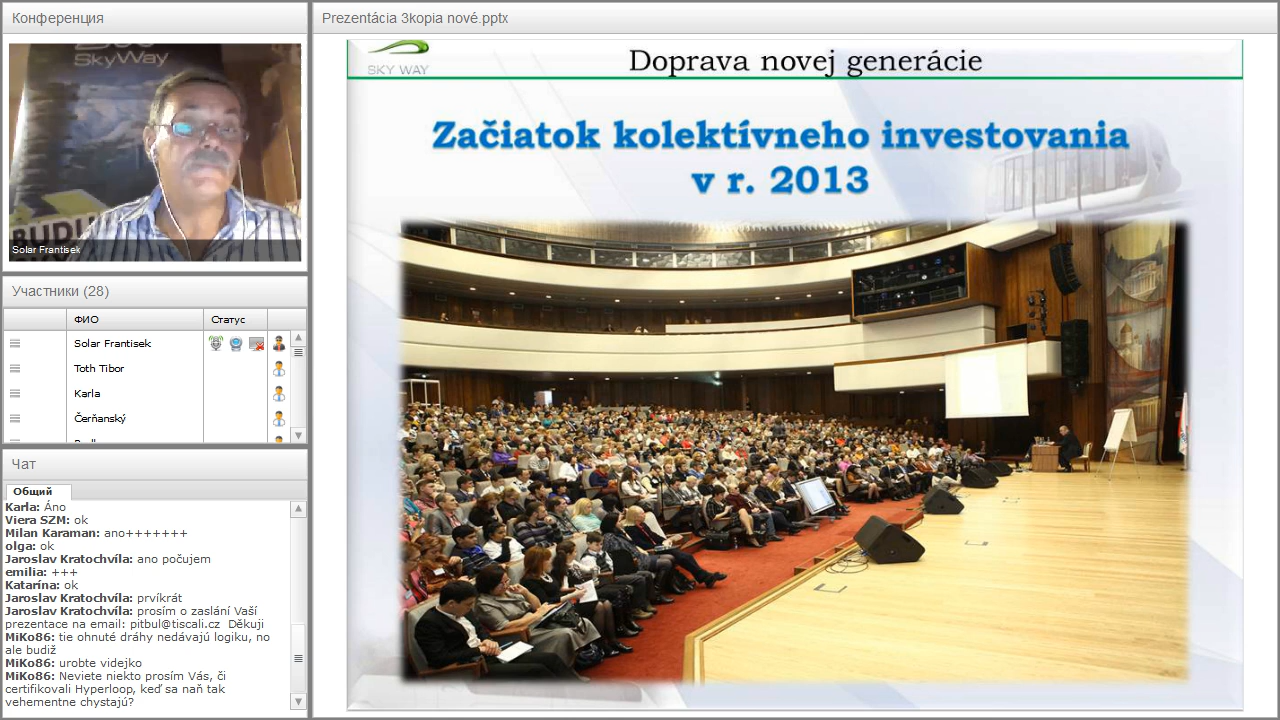 Конференция
SkyWay
BUDU
Solar Frantisek
Участники (28)
ФИО
Статус
Solar Frantisek
Toth Tibor
Karla
Čerňanský
Чат
Общий
Karla: Áno
Viera SZM: ok
Milan Karaman: ano+++++++
olga: ok
Jaroslav Kratochvíla: ano počujem
emilia: +++
Katarína: ok
Jaroslav Kratochvíla: prvíkrát
Jaroslav Kratochvíla: prosím o zaslání Vaší
prezentace na email: pitbul@tiscali.cz Děkuji
MiKo86: tie ohnuté dráhy nedávajú logiku, no
ale budiž
MiKo86: urobte videjko
MiKo86: Neviete niekto prosím Vás, či
certifikovali Hyperloop, keď sa naň tak
vehementne chystajú?
Prezentácia 3kopia nové.pptx
SKY WAY
Doprava novej generácie
Začiatok kolektívneho investovania
v r. 2013